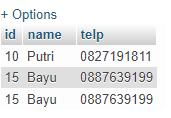 + Options
id name telp
10 Putri 0827191811
15 Bayu 0887639199
15 Bayu 0887639199